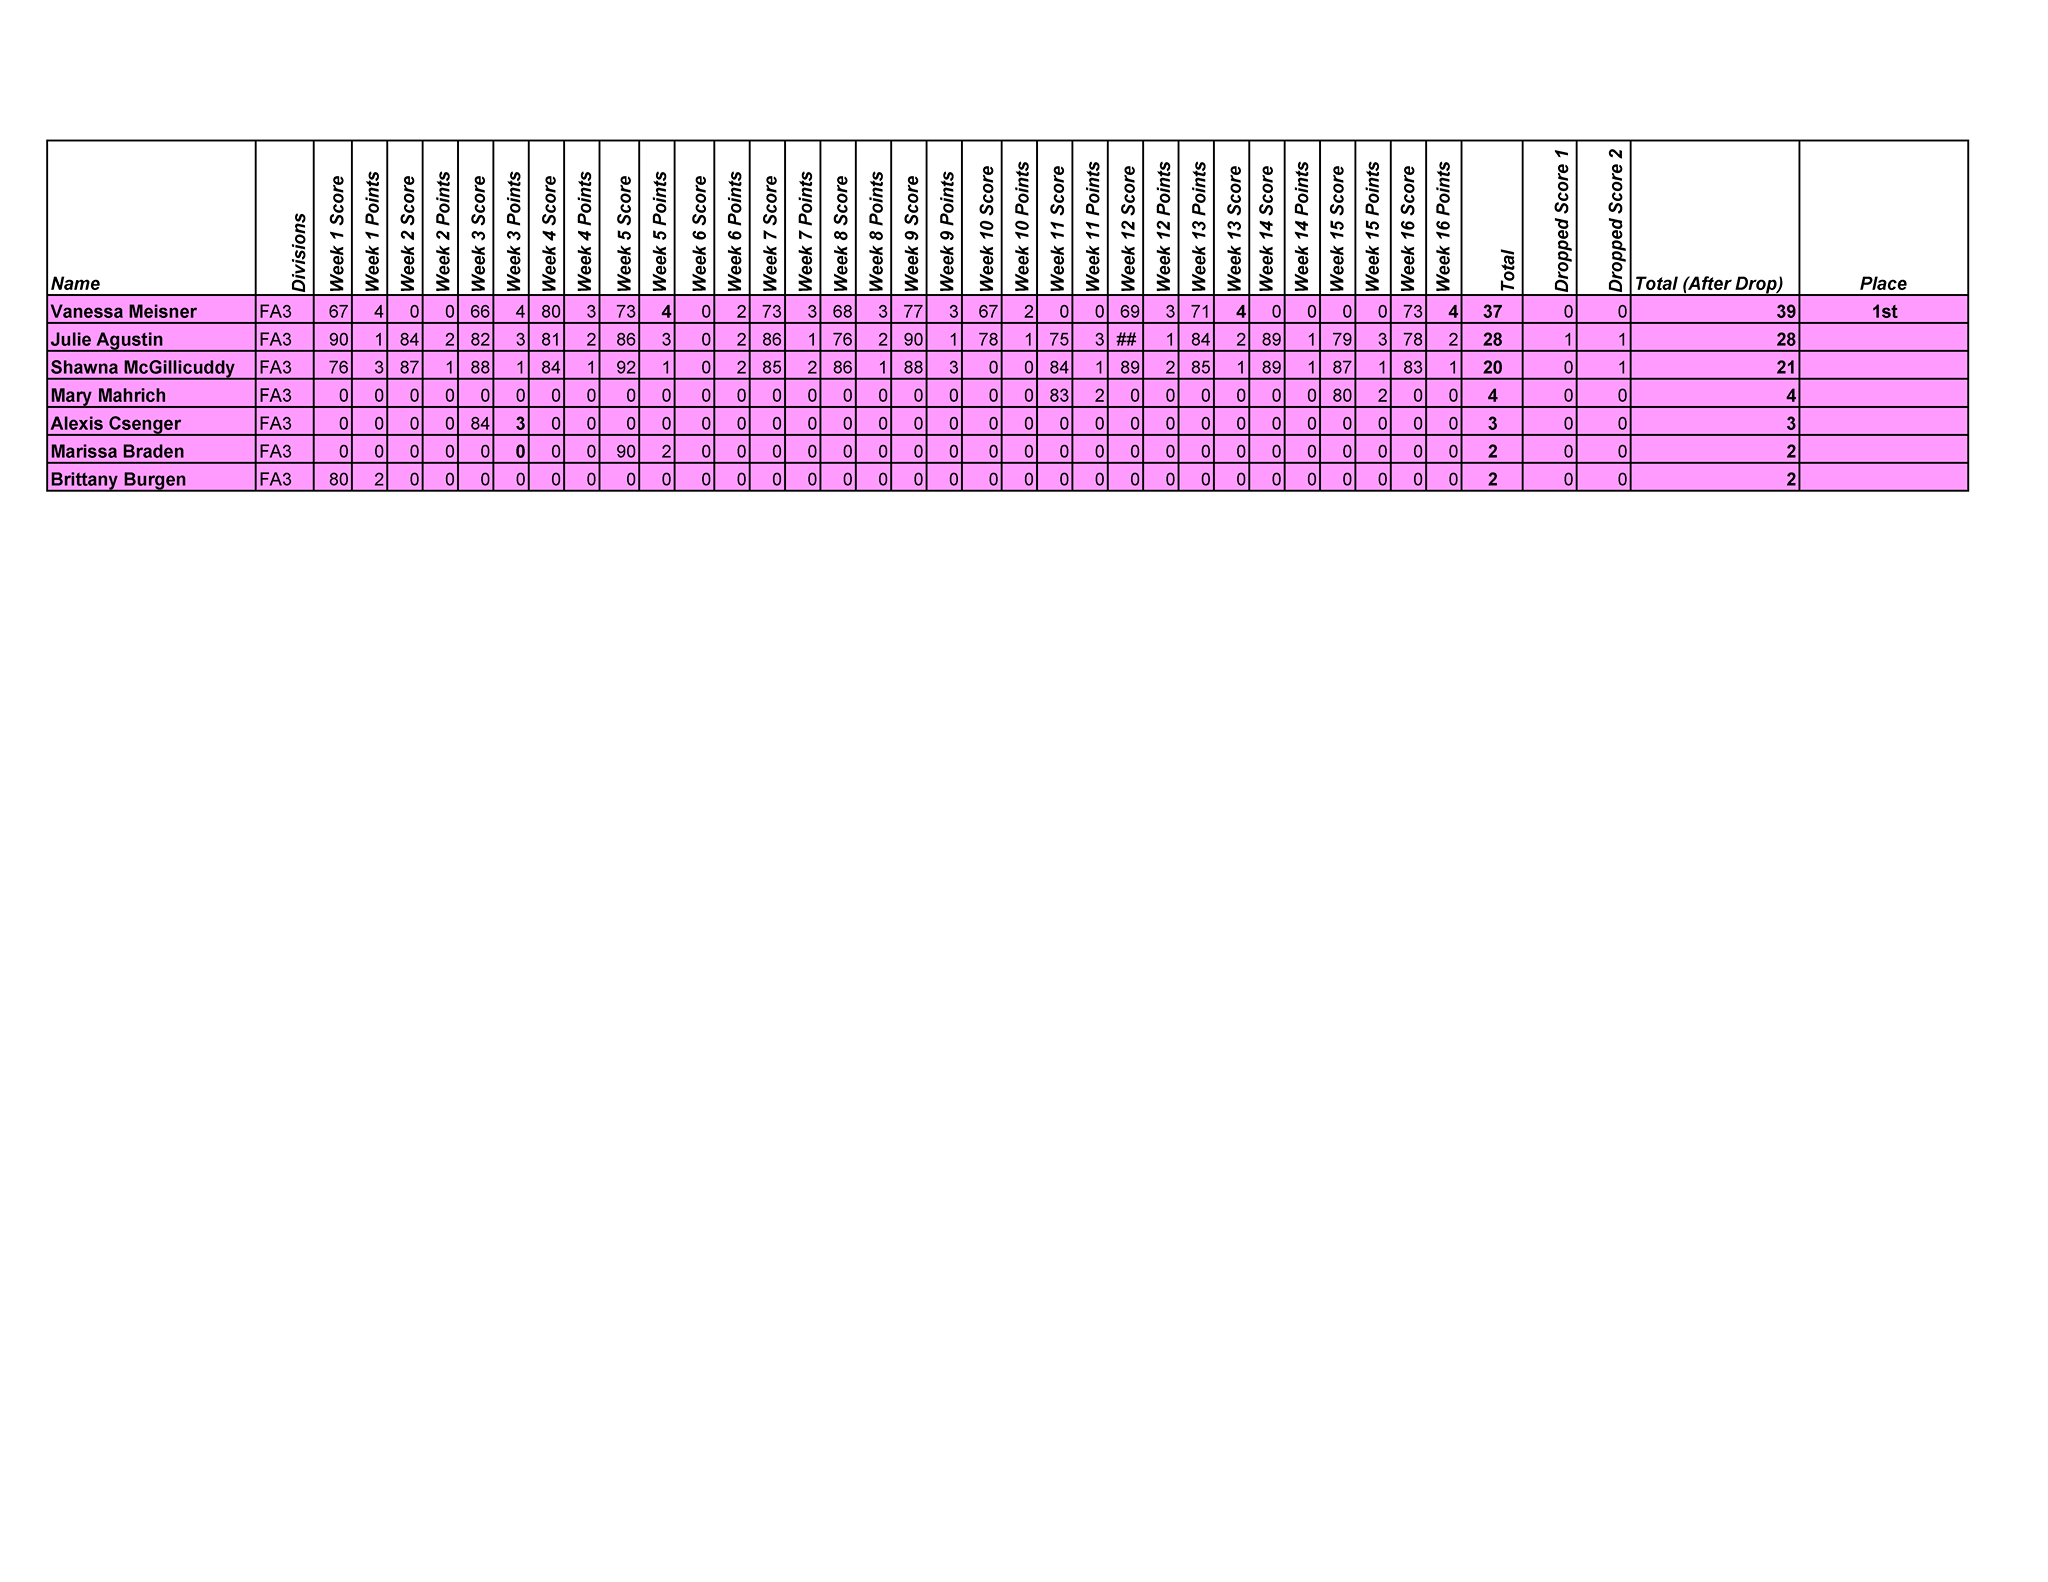 Name Divisions Week 1 Score Week 1 Points Week 2 Score Week 2 Points Week 3 Score Week 3 Points Week 4 Score Week 4 Points Week 5 Score Week 5 Points Week 6 Score Week 6 Points Week 7 Score Week 7 Points Week 8 Score Week 8 Points Week 9 Score Week 9 Points Week 10 Score Week 10 Points Week 11 Score Week 11 Points Week 12 Score Week 12 Points Week 13 Points Week 13 Score Week 14 Score Week 14 Points Week 15 Score Week 15 Points Week 16 Score Week 16 Points Total Dropped Score 1 Dropped Score 2 Total (After Drop) Place
Vanessa Meisner FA3 67 4 0 0 66 4 80 3 73 4 0 2 73 3 68 3 77 3 67 2 0 0 69 3 71 4 0 0 0 0 73 4 37 0 0 39 1st
Julie Agustin FA3 90 1 84 2 82 3 81 2 86 3 0 2 86 1 76 2 90 1 78 1 75 3 ## 1 84 2 89 1 79 3 78 2 28 1 1 28
Shawna McGillicuddy FA3 76 3 87 1 88 1 84 1 92 1 0 2 85 2 86 1 88 3 0 0 84 1 89 2 85 1 89 1 87 1 83 1 20 0 1 21
Mary Mahrich FA3 0 0 0 0 0 0 0 0 0 0 0 0 0 0 0 0 0 0 0 0 83 2 0 0 0 0 0 0 80 2 0 0 4 0 0 4
Alexis Csenger FA3 0 0 0 0 84 3 0 0 0 0 0 0 0 0 0 0 0 0 0 0 0 0 0 0 0 0 0 0 0 0 0 0 3 0 0 3
Marissa Braden FA3 0 0 0 0 0 0 0 0 90 2 0 0 0 0 0 0 0 0 0 0 0 0 0 0 0 0 0 0 0 0 0 0 2 0 0 2
Brittany Burgen FA3 80 2 0 0 0 0 0 0 0 0 0 0 0 0 0 0 0 0 0 0 0 0 0 0 0 0 0 0 0 0 0 0 2 0 0 2